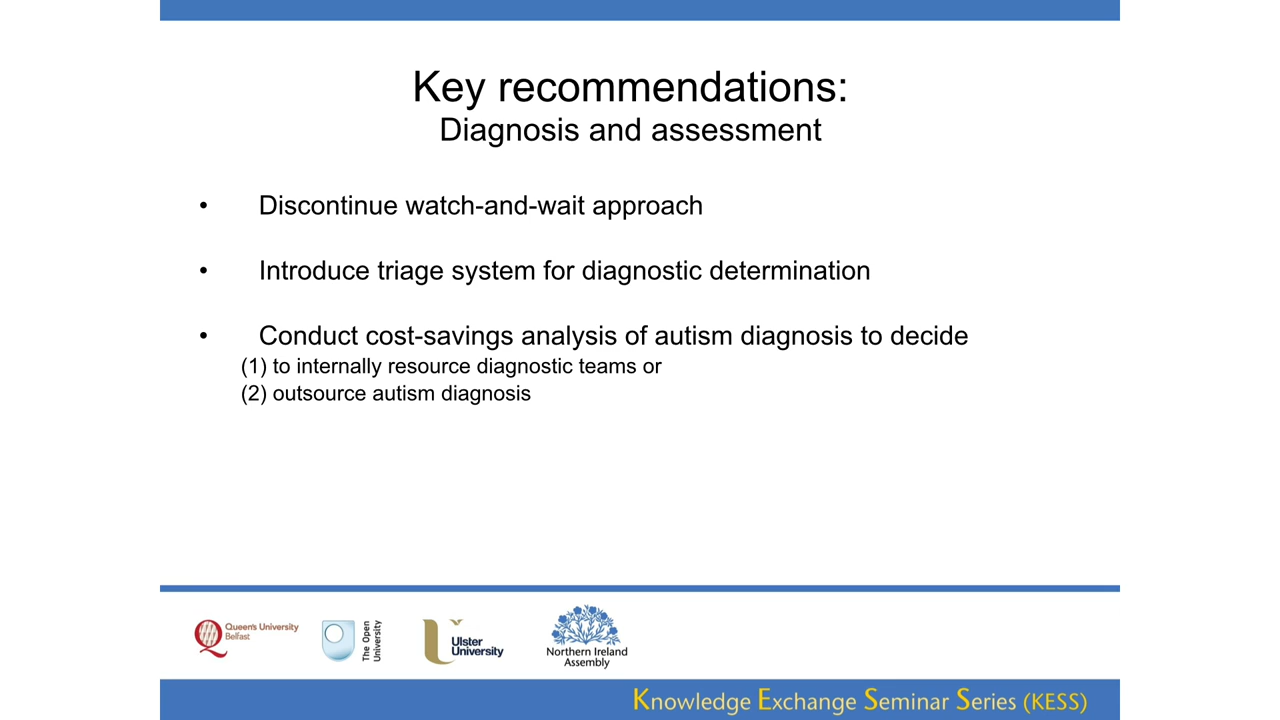 Key recommendations:
Diagnosis and assessment
• Discontinue watch-and-wait approach
• Introduce triage system for diagnostic determination
• Conduct cost-savings analysis of autism diagnosis to decide
(1) to internally resource diagnostic teams or
(2) outsource autism diagnosis
Queen's University
Belfast
The Open
University
Ulster
University
Northern Ireland
Assembly
Knowledge Exchange Seminar Series (KESS)